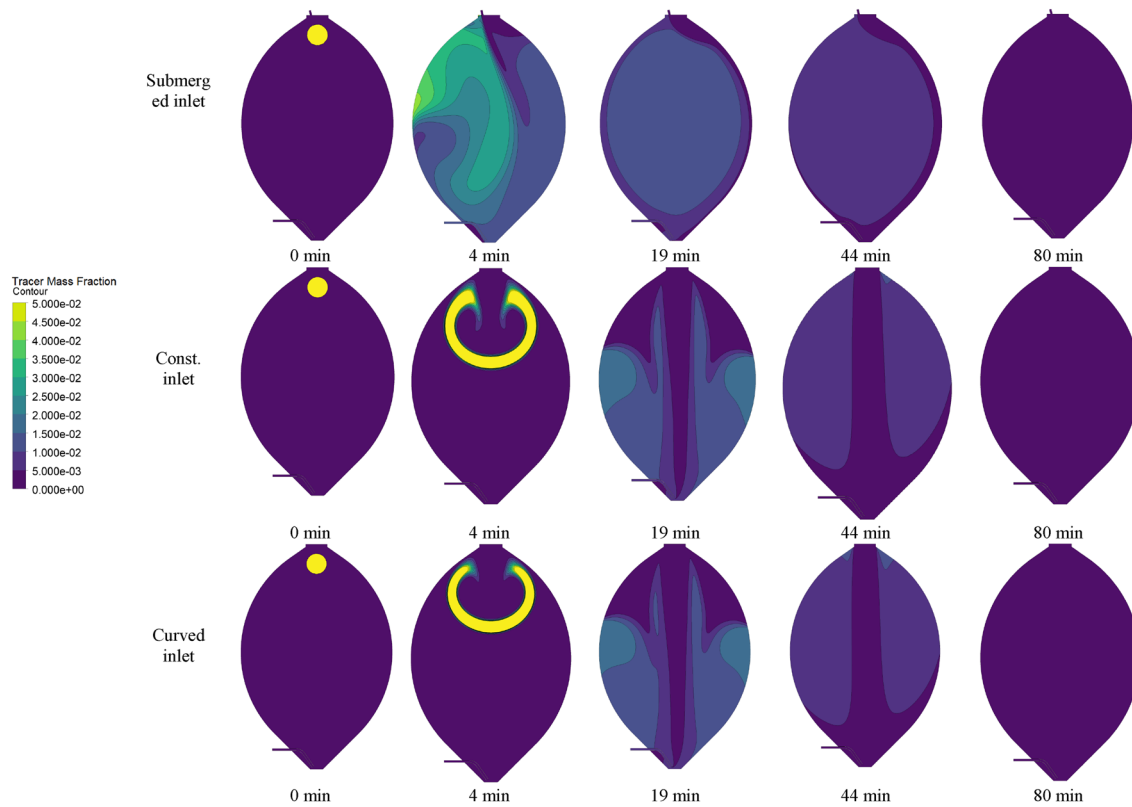 Submerg
ed inlet
0 min
4 min
19 min
44 min
80 min
Tracer Mass Fraction
Contour
5.000e-02
4.500e-02
4.000e-02
3.500e-02
3.000e-02
2.500e-02
2.000e-02
1.500e-02
1.000e-02
5.000e-03
0.000e+00
Const.
inlet
0 min
4 min
19 min
44 min
80 min
Curved
inlet
0 min
4 min
19 min
44 min
80 min